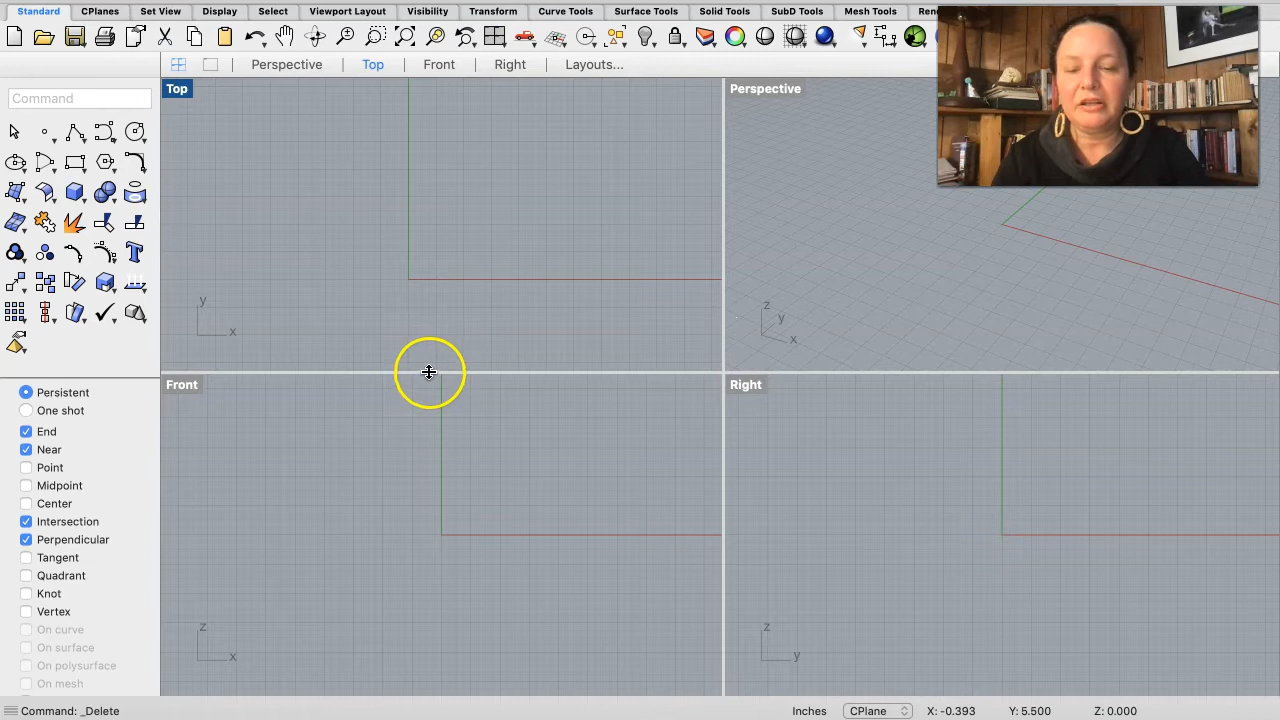 Standard CPlanes Set View Display Select Viewport Layout Visibility Transform Curve Tools Surface Tools Solid Tools SubD Tools Mesh Tools
Perspective Top Front Right Layouts...
Command
Top
Perspective
y
x
z
y
x
Front
Right
z
x
z
y
Persistent
One shot
End
Near
Point
Midpoint
Center
Intersection
Perpendicular
Tangent
Quadrant
Knot
Vertex
On curve
On surface
On polysurface
On mesh
Command: _Delete Inches CPlane X: -0.393 Y: 5.500 Z: 0.000